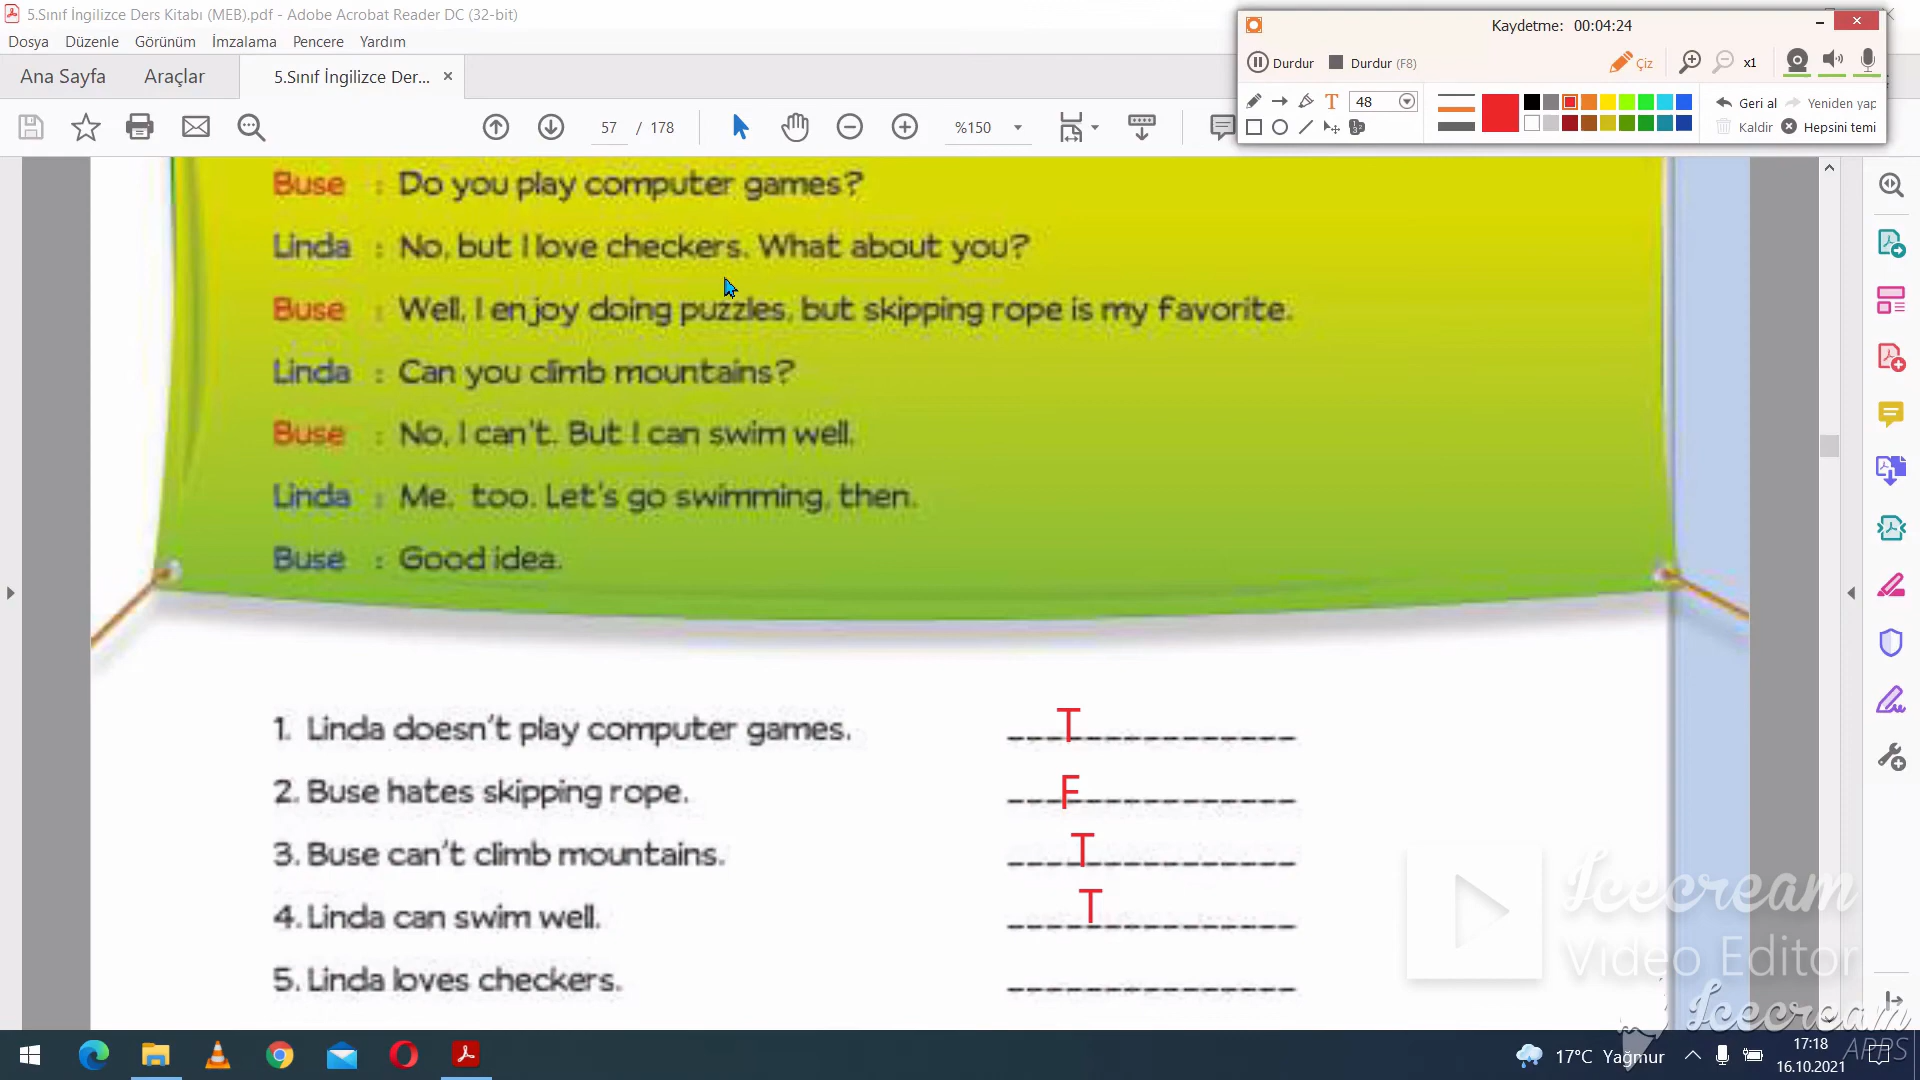 5.Sınıf İngilizce Ders Kitabı (MEB).pdf - Adobe Acrobat Reader DC (32-bit)
Dosya Düzenle Görünüm İmzalama Pencere Yardım
Ana Sayfa Araçlar 5.Sınıf İngilizce Der... ×
57 / 178 %150
Kaydetme: 00:04:24
Durdur Durdur (F8) Çiz x1
T 48 Geri al Yeniden yap
Kaldir Hepsini temi
Buse : Do you play computer games?
Linda : No, but I love checkers. What about you?
Buse : Well, I enjoy doing puzzles, but skipping rope is my favorite.
Linda : Can you climb mountains?
Buse : No, I can't. But I can swim well.
Linda : Me, too. Let's go swimming, then.
Buse : Good idea.
1. Linda doesn't play computer games. T
2. Buse hates skipping rope. F
3. Buse can't climb mountains. T
4. Linda can swim well. T
5. Linda loves checkers.
Icecream
Video Editor
Icecream
APPS
17°C Yağmur
17:18
16.10.2021